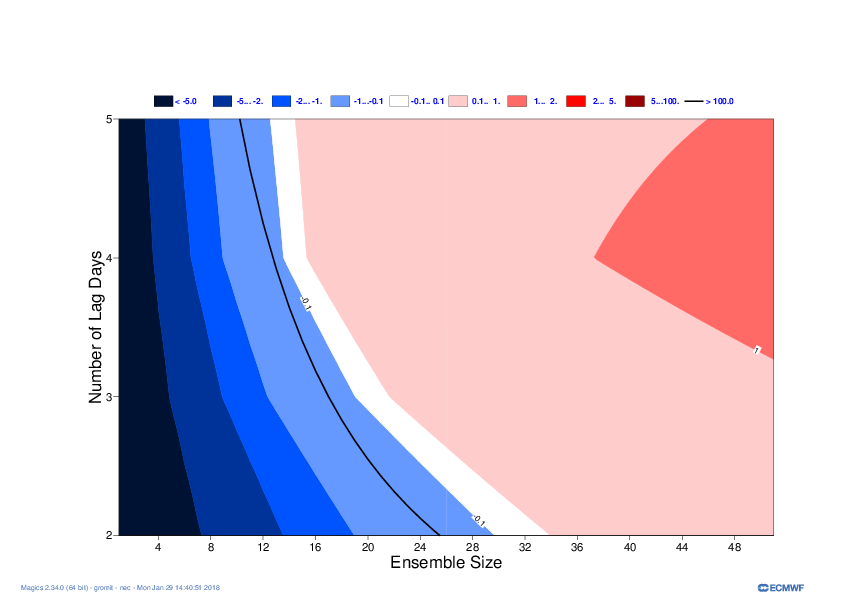 < -5.0 -5... -2. -2... -1. -1...-0.1 -0.1.. 0.1 0.1.. 1. 1... 2. 2... 5. 5...100. > 100.0
5
4
3
2
Number of Lag Days
-0.1
1
-0.1
4 8 12 16 20 24 28 32 36 40 44 48
Ensemble Size
Magics 2.34.0 (64 bit) - gromit - nec - Mon Jan 29 14:40:51 2018
ECMWF